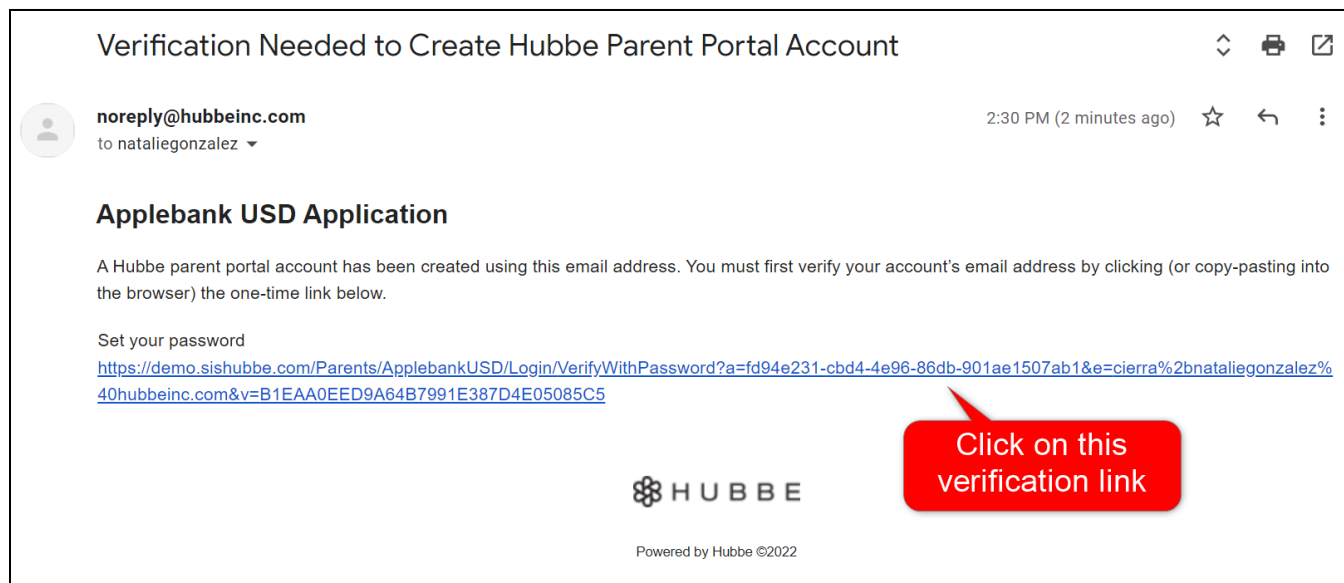 Verification Needed to Create Hubbe Parent Portal Account
noreply@hubbeinc.com
2:30 PM (2 minutes ago)
to nataliegonzalez
Applebank USD Application
A Hubbe parent portal account has been created using this email address. You must first verify your account’s email address by clicking (or copy-pasting into
the browser) the one-time link below.
Set your password
https://demo.sishubbe.com/Parents/ApplebankUSD/Login/VerifyWithPassword?a=fd94e231-cbd4-4e96-86db-901ae1507ab1&e=cierra%2bnataliegonzalez%
40hubbeinc.com&v=B1EAA0EED9A64B7991E387D4E05085C5
Click on this
verification link
HUBBE
Powered by Hubbe ©2022